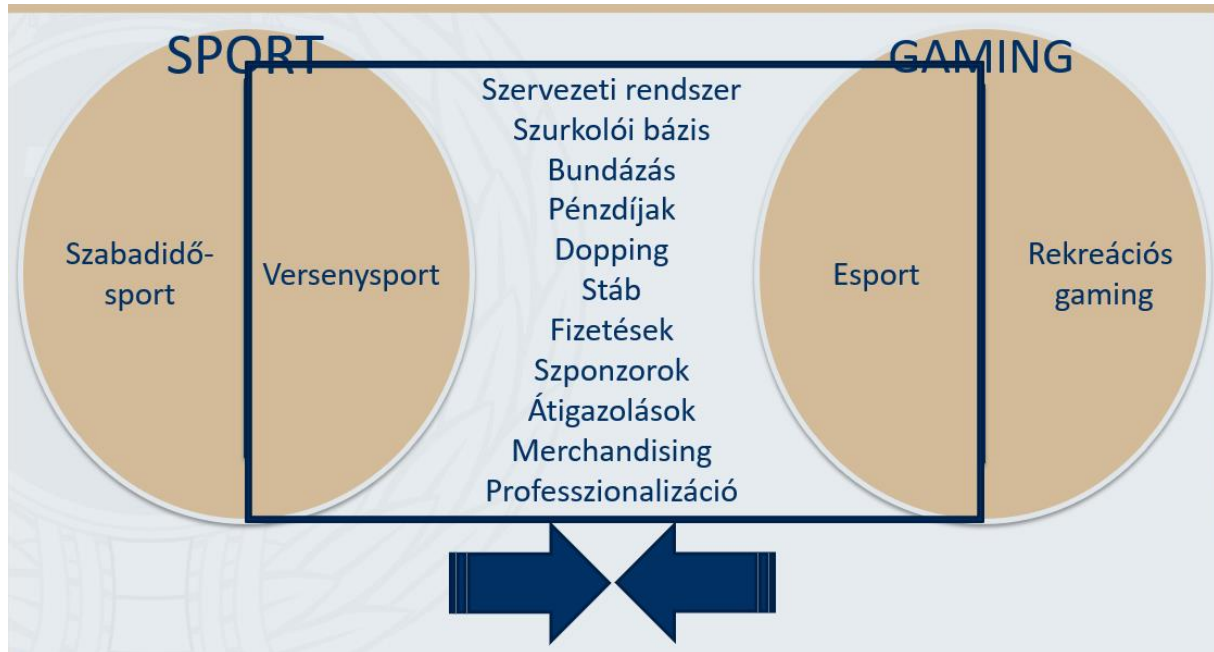 SPORT
GAMING
Szervezeti rendszer
Szurkolói bázis
Bundázás
Pénzdíjak
Dopping
Stáb
Fizetések
Szponzorok
Átigazolások
Merchandising
Professzionalizáció
Szabadidő-
sport
Versenysport
Esport
Rekreációs
gaming